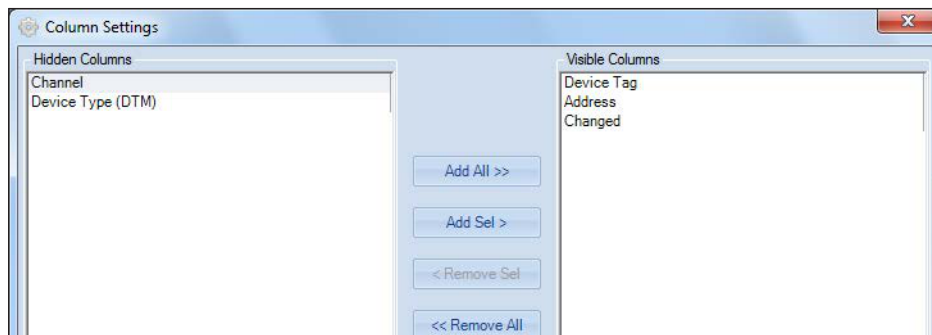 Column Settings
x
Hidden Columns
Channel
Device Type (DTM)
Add All >>
Add Sel >
< Remove Sel
<< Remove All
Visible Columns
Device Tag
Address
Changed